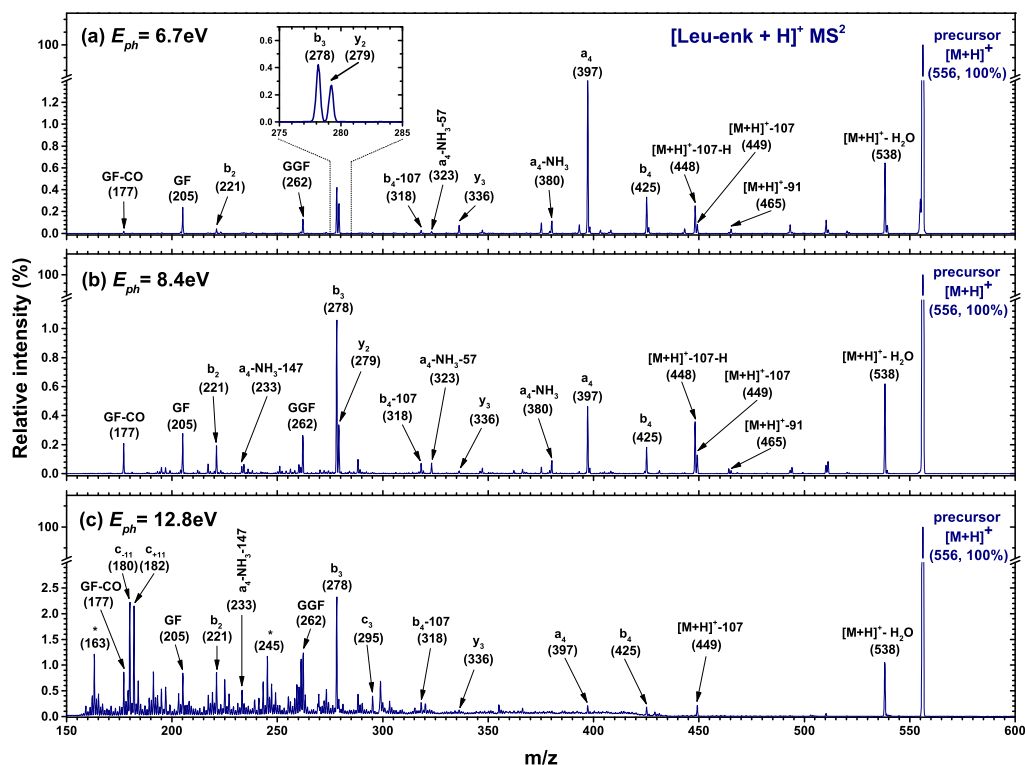 (a) E_ph = 6.7eV
[Leu-enk + H]⁺ MS²
precursor
[M+H]⁺
(556, 100%)
b₃
(278)
y₂
(279)
0.6
0.4
0.2
0.0
275
280
285
100
1.2
1.0
0.8
0.6
0.4
0.2
0.0
GF-CO
(177)
GF
(205)
b₂
(221)
GGF
(262)
b₄-107
(318)
a₄-NH₃-57
(323)
y₃
(336)
a₄-NH₃
(380)
a₄
(397)
b₄
(425)
[M+H]⁺-107-H
(448)
[M+H]⁺-107
(449)
[M+H]⁺-91
(465)
[M+H]⁺- H₂O
(538)
(b) E_ph = 8.4eV
precursor
[M+H]⁺
(556, 100%)
100
1.0
0.8
0.6
0.4
0.2
0.0
GF-CO
(177)
GF
(205)
b₂
(221)
a₄-NH₃-147
(233)
GGF
(262)
b₃
(278)
y₂
(279)
b₄-107
(318)
a₄-NH₃-57
(323)
y₃
(336)
a₄-NH₃
(380)
a₄
(397)
b₄
(425)
[M+H]⁺-107-H
(448)
[M+H]⁺-107
(449)
[M+H]⁺-91
(465)
[M+H]⁺- H₂O
(538)
Relative intensity (%)
(c) E_ph = 12.8eV
precursor
[M+H]⁺
(556, 100%)
100
2.5
2.0
1.5
1.0
0.5
0.0
*
(163)
GF-CO
(177)
c₋₁₁
(180)
c₊₁₁
(182)
GF
(205)
b₂
(221)
a₄-NH₃-147
(233)
*
(245)
GGF
(262)
b₃
(278)
c₃
(295)
b₄-107
(318)
y₃
(336)
a₄
(397)
b₄
(425)
[M+H]⁺-107
(449)
[M+H]⁺- H₂O
(538)
150
200
250
300
350
400
450
500
550
600
m/z